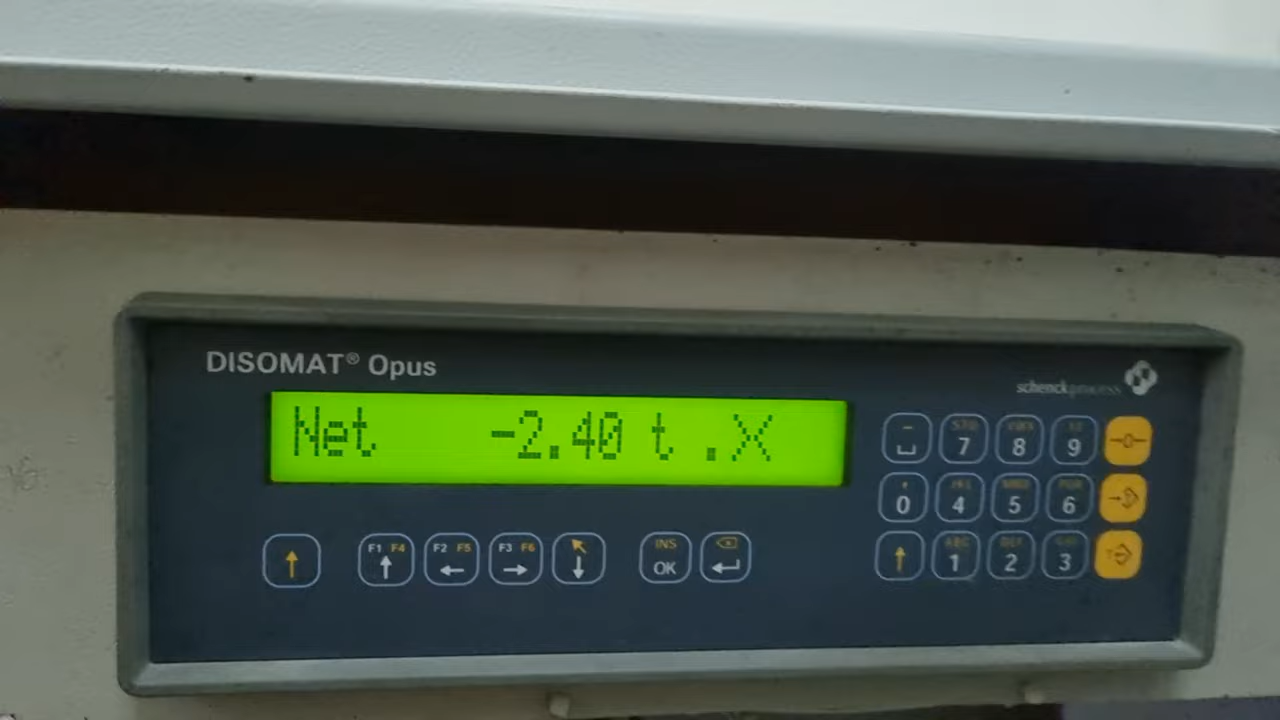 DISOMAT® Opus
schenckprocess
Net -2.40 t .X
7 8 9
0 4 5 6
1 2 3
F1 F4 F2 F5 F3 F6
INS
OK
ABC